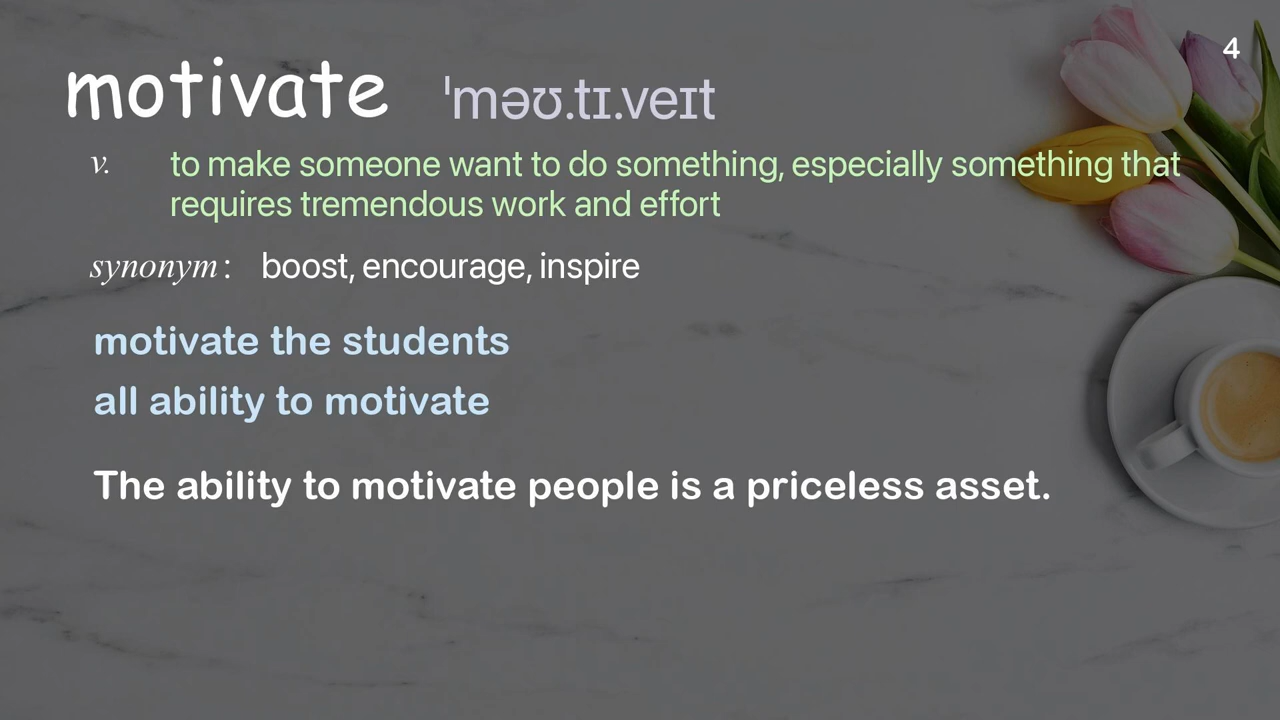 4
motivate ˈməʊ.tɪ.veɪt
v. to make someone want to do something, especially something that
requires tremendous work and effort
synonym: boost, encourage, inspire
motivate the students
all ability to motivate
The ability to motivate people is a priceless asset.